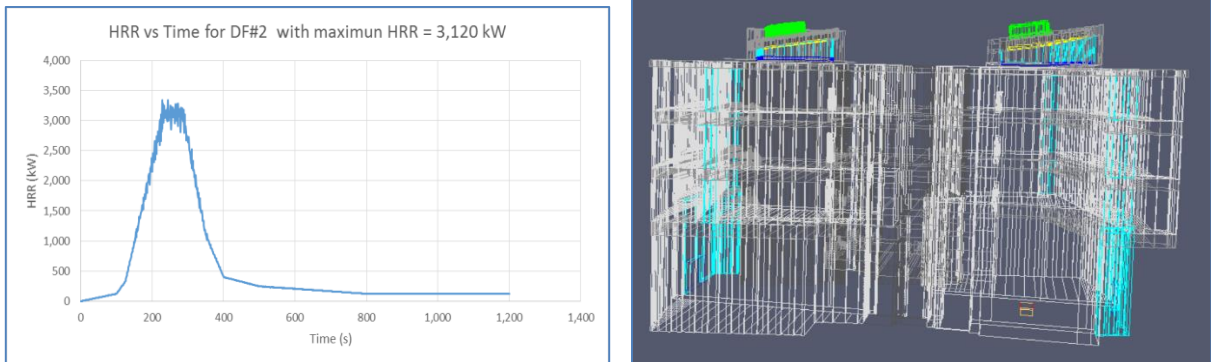 HRR vs Time for DF#2 with maximun HRR = 3,120 kW
4,000
3,500
3,000
2,500
2,000
1,500
1,000
500
0
HRR (kW)
0 200 400 600 800 1,000 1,200 1,400
Time (s)